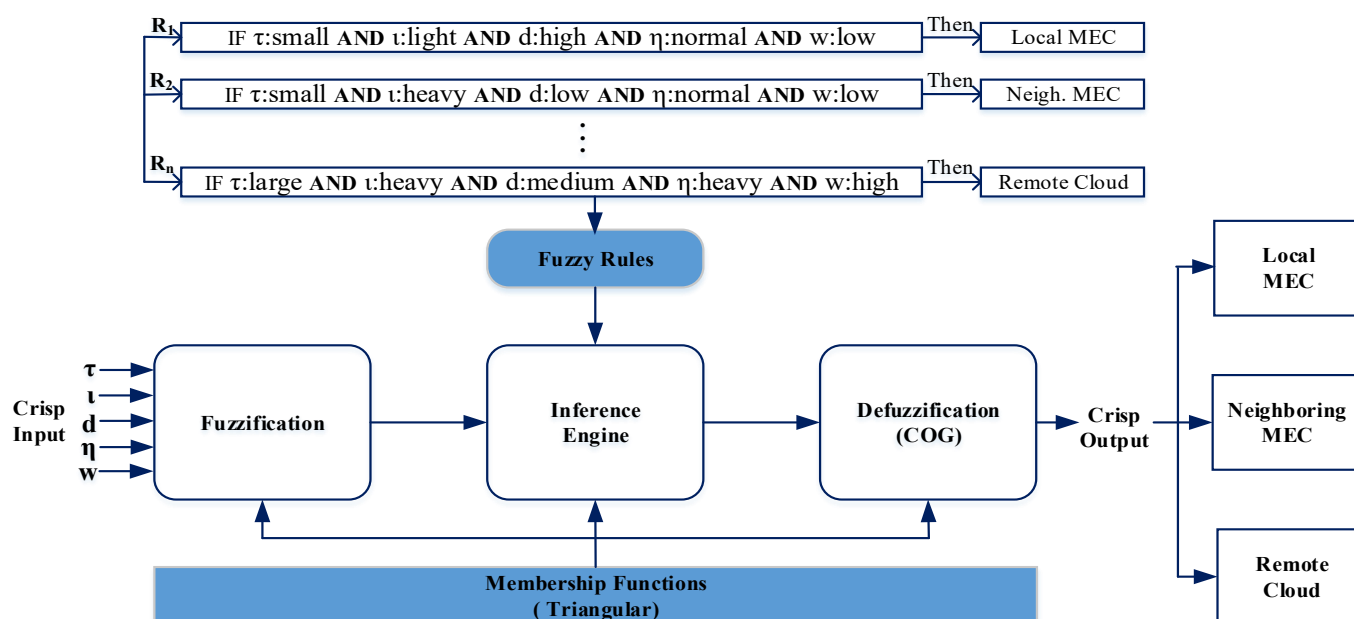 R1 IF τ:small AND ι:light AND d:high AND η:normal AND w:low Then Local MEC
R2 IF τ:small AND ι:heavy AND d:low AND η:normal AND w:low Then Neigh. MEC
⋮
Rn IF τ:large AND ι:heavy AND d:medium AND η:heavy AND w:high Then Remote Cloud
Fuzzy Rules
Crisp
Input
τ
ι
d
η
w
Fuzzification
Inference
Engine
Defuzzification
(COG)
Crisp
Output
Local
MEC
Neighboring
MEC
Remote
Cloud
Membership Functions
( Triangular)